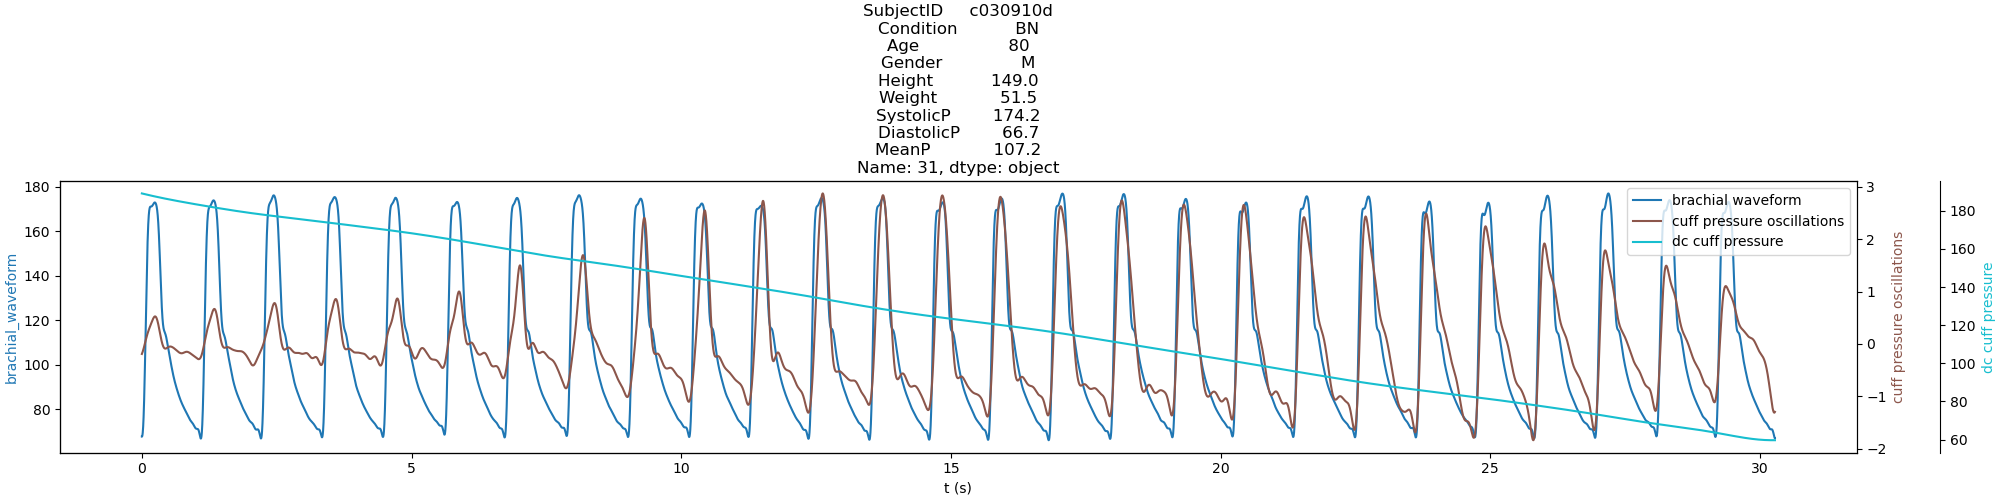 SubjectID c030910d
Condition BN
Age 80
Gender M
Height 149.0
Weight 51.5
SystolicP 174.2
DiastolicP 66.7
MeanP 107.2
Name: 31, dtype: object
180
160
140
120
100
80
brachial_waveform
brachial waveform
cuff pressure oscillations
dc cuff pressure
3
2
1
0
−1
−2
cuff pressure oscillations
180
160
140
120
100
80
60
dc cuff pressure
0
5
10
15
20
25
30
t (s)